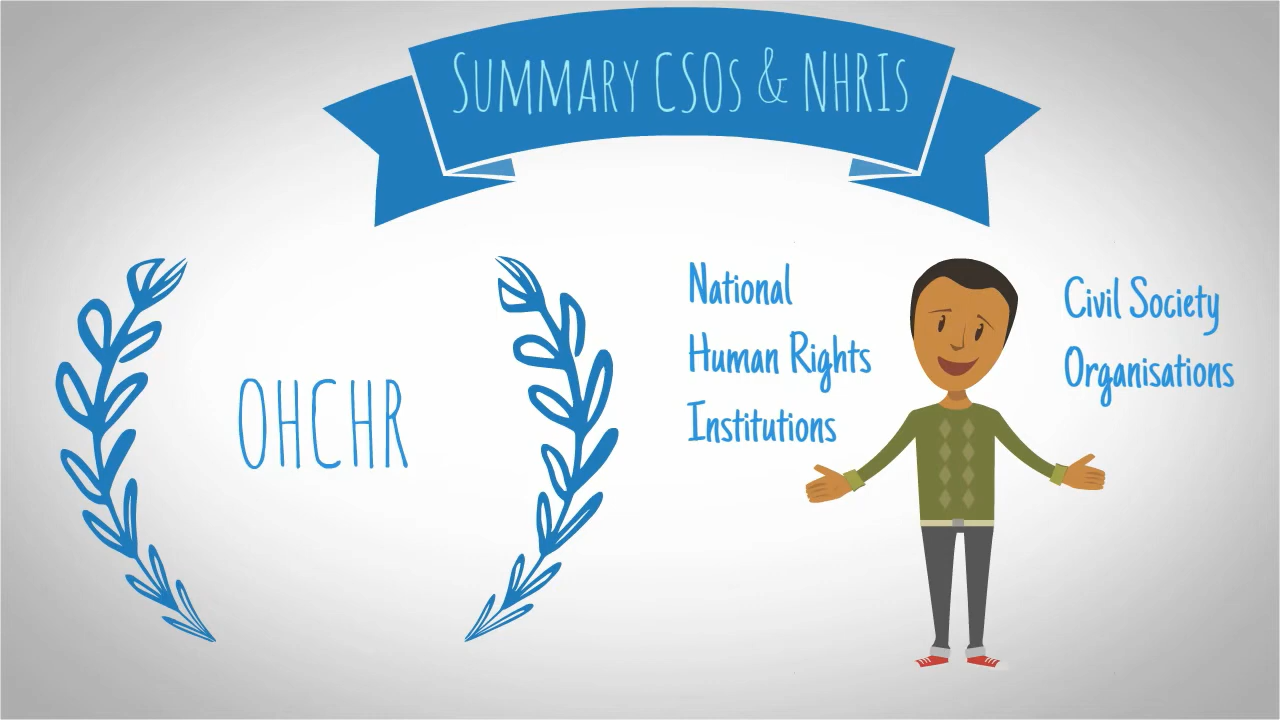 SUMMARY CSOs & NHRIs
OHCHR
National
Human Rights
Institutions
Civil Society
Organisations